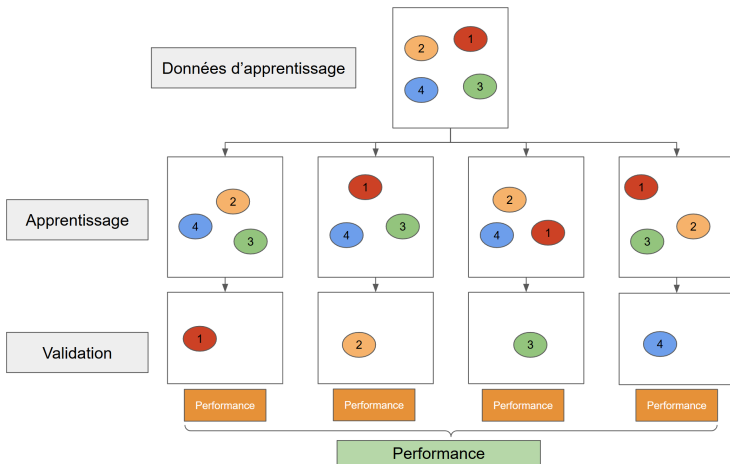 1
2
4
3
Données d'apprentissage
2
4
3
1
4
3
2
4
1
1
2
3
Apprentissage
1
2
3
4
Validation
Performance
Performance
Performance
Performance
Performance